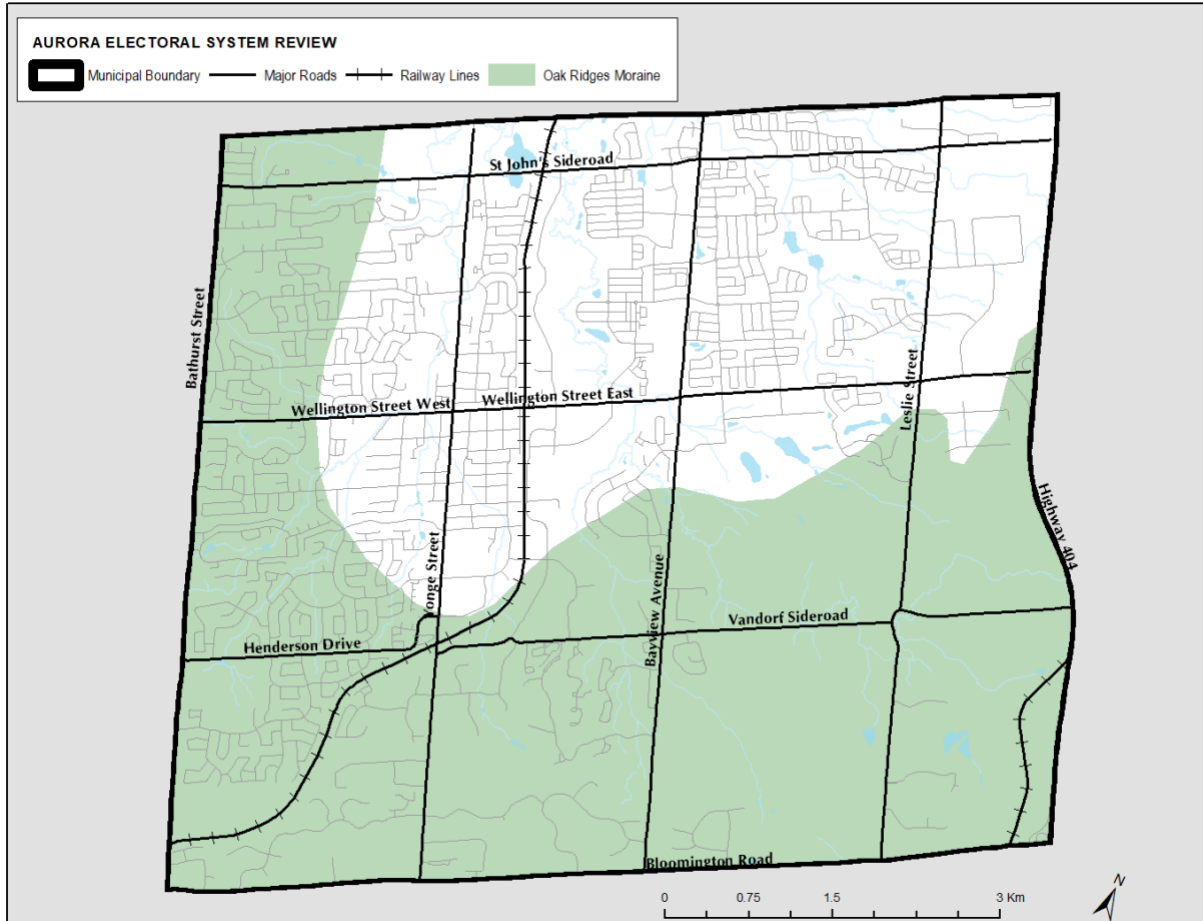 AURORA ELECTORAL SYSTEM REVIEW
Municipal Boundary Major Roads Railway Lines Oak Ridges Moraine
St John's Sideroad
Bathurst Street
Wellington Street West
Wellington Street East
Leslie Street
Highway 404
Yonge Street
Bayview Avenue
Vandorf Sideroad
Henderson Drive
Bloomington Road
N
0 0.75 1.5 3 Km